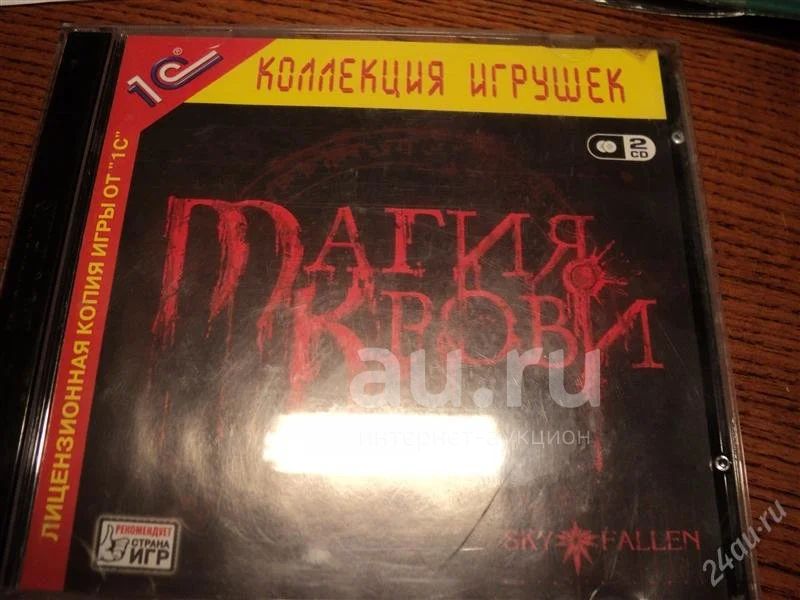 1С®
КОЛЛЕКЦИЯ ИГРУШЕК
2
CD
ЛИЦЕНЗИОННАЯ КОПИЯ ИГРЫ ОТ "1С"
МАГИЯ
КРОВИ
au.ru
интернет-аукцион
РЕКОМЕНДУЕТ
СТРАНА
ИГР
SKY FALLEN
24au.ru